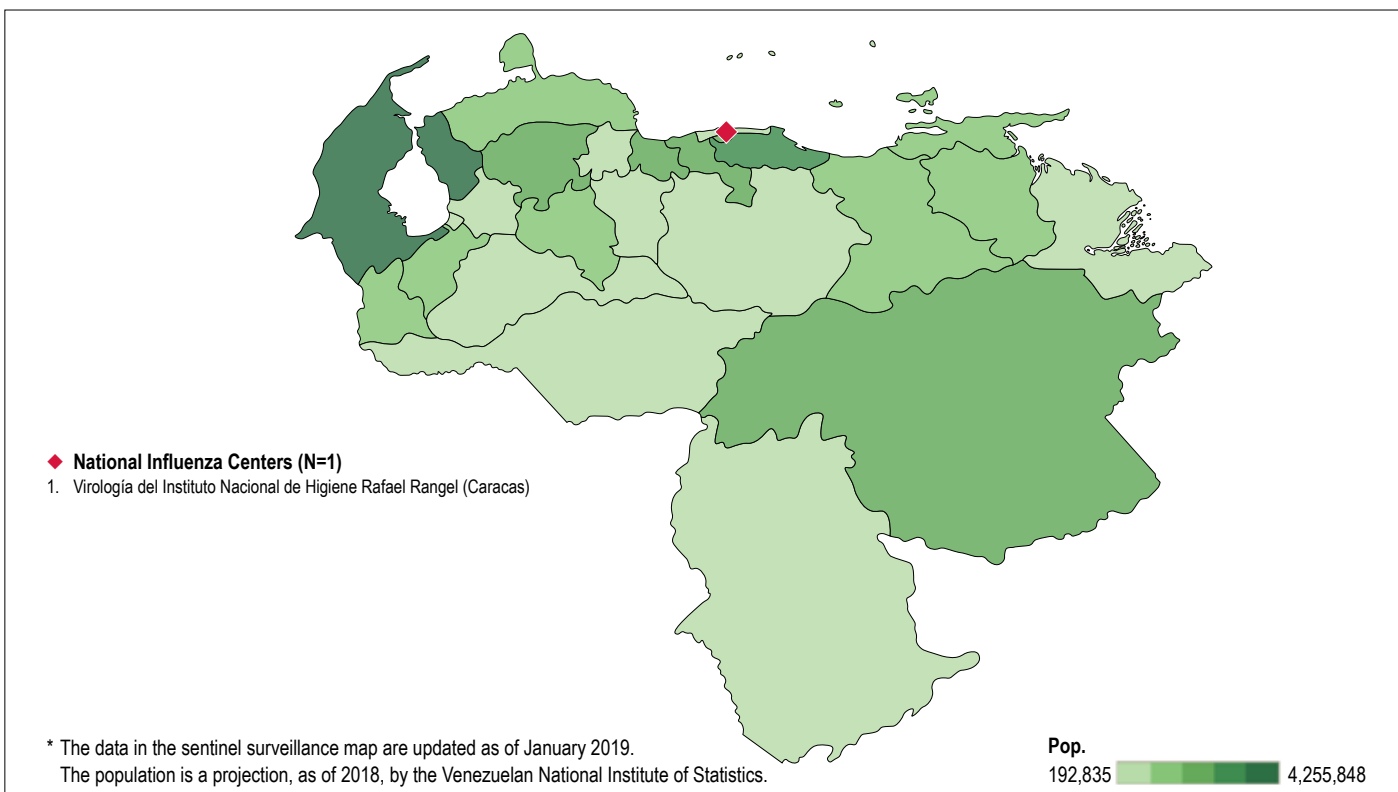 National Influenza Centers (N=1)
1. Virología del Instituto Nacional de Higiene Rafael Rangel (Caracas)
* The data in the sentinel surveillance map are updated as of January 2019.
The population is a projection, as of 2018, by the Venezuelan National Institute of Statistics.
Pop.
192,835 4,255,848